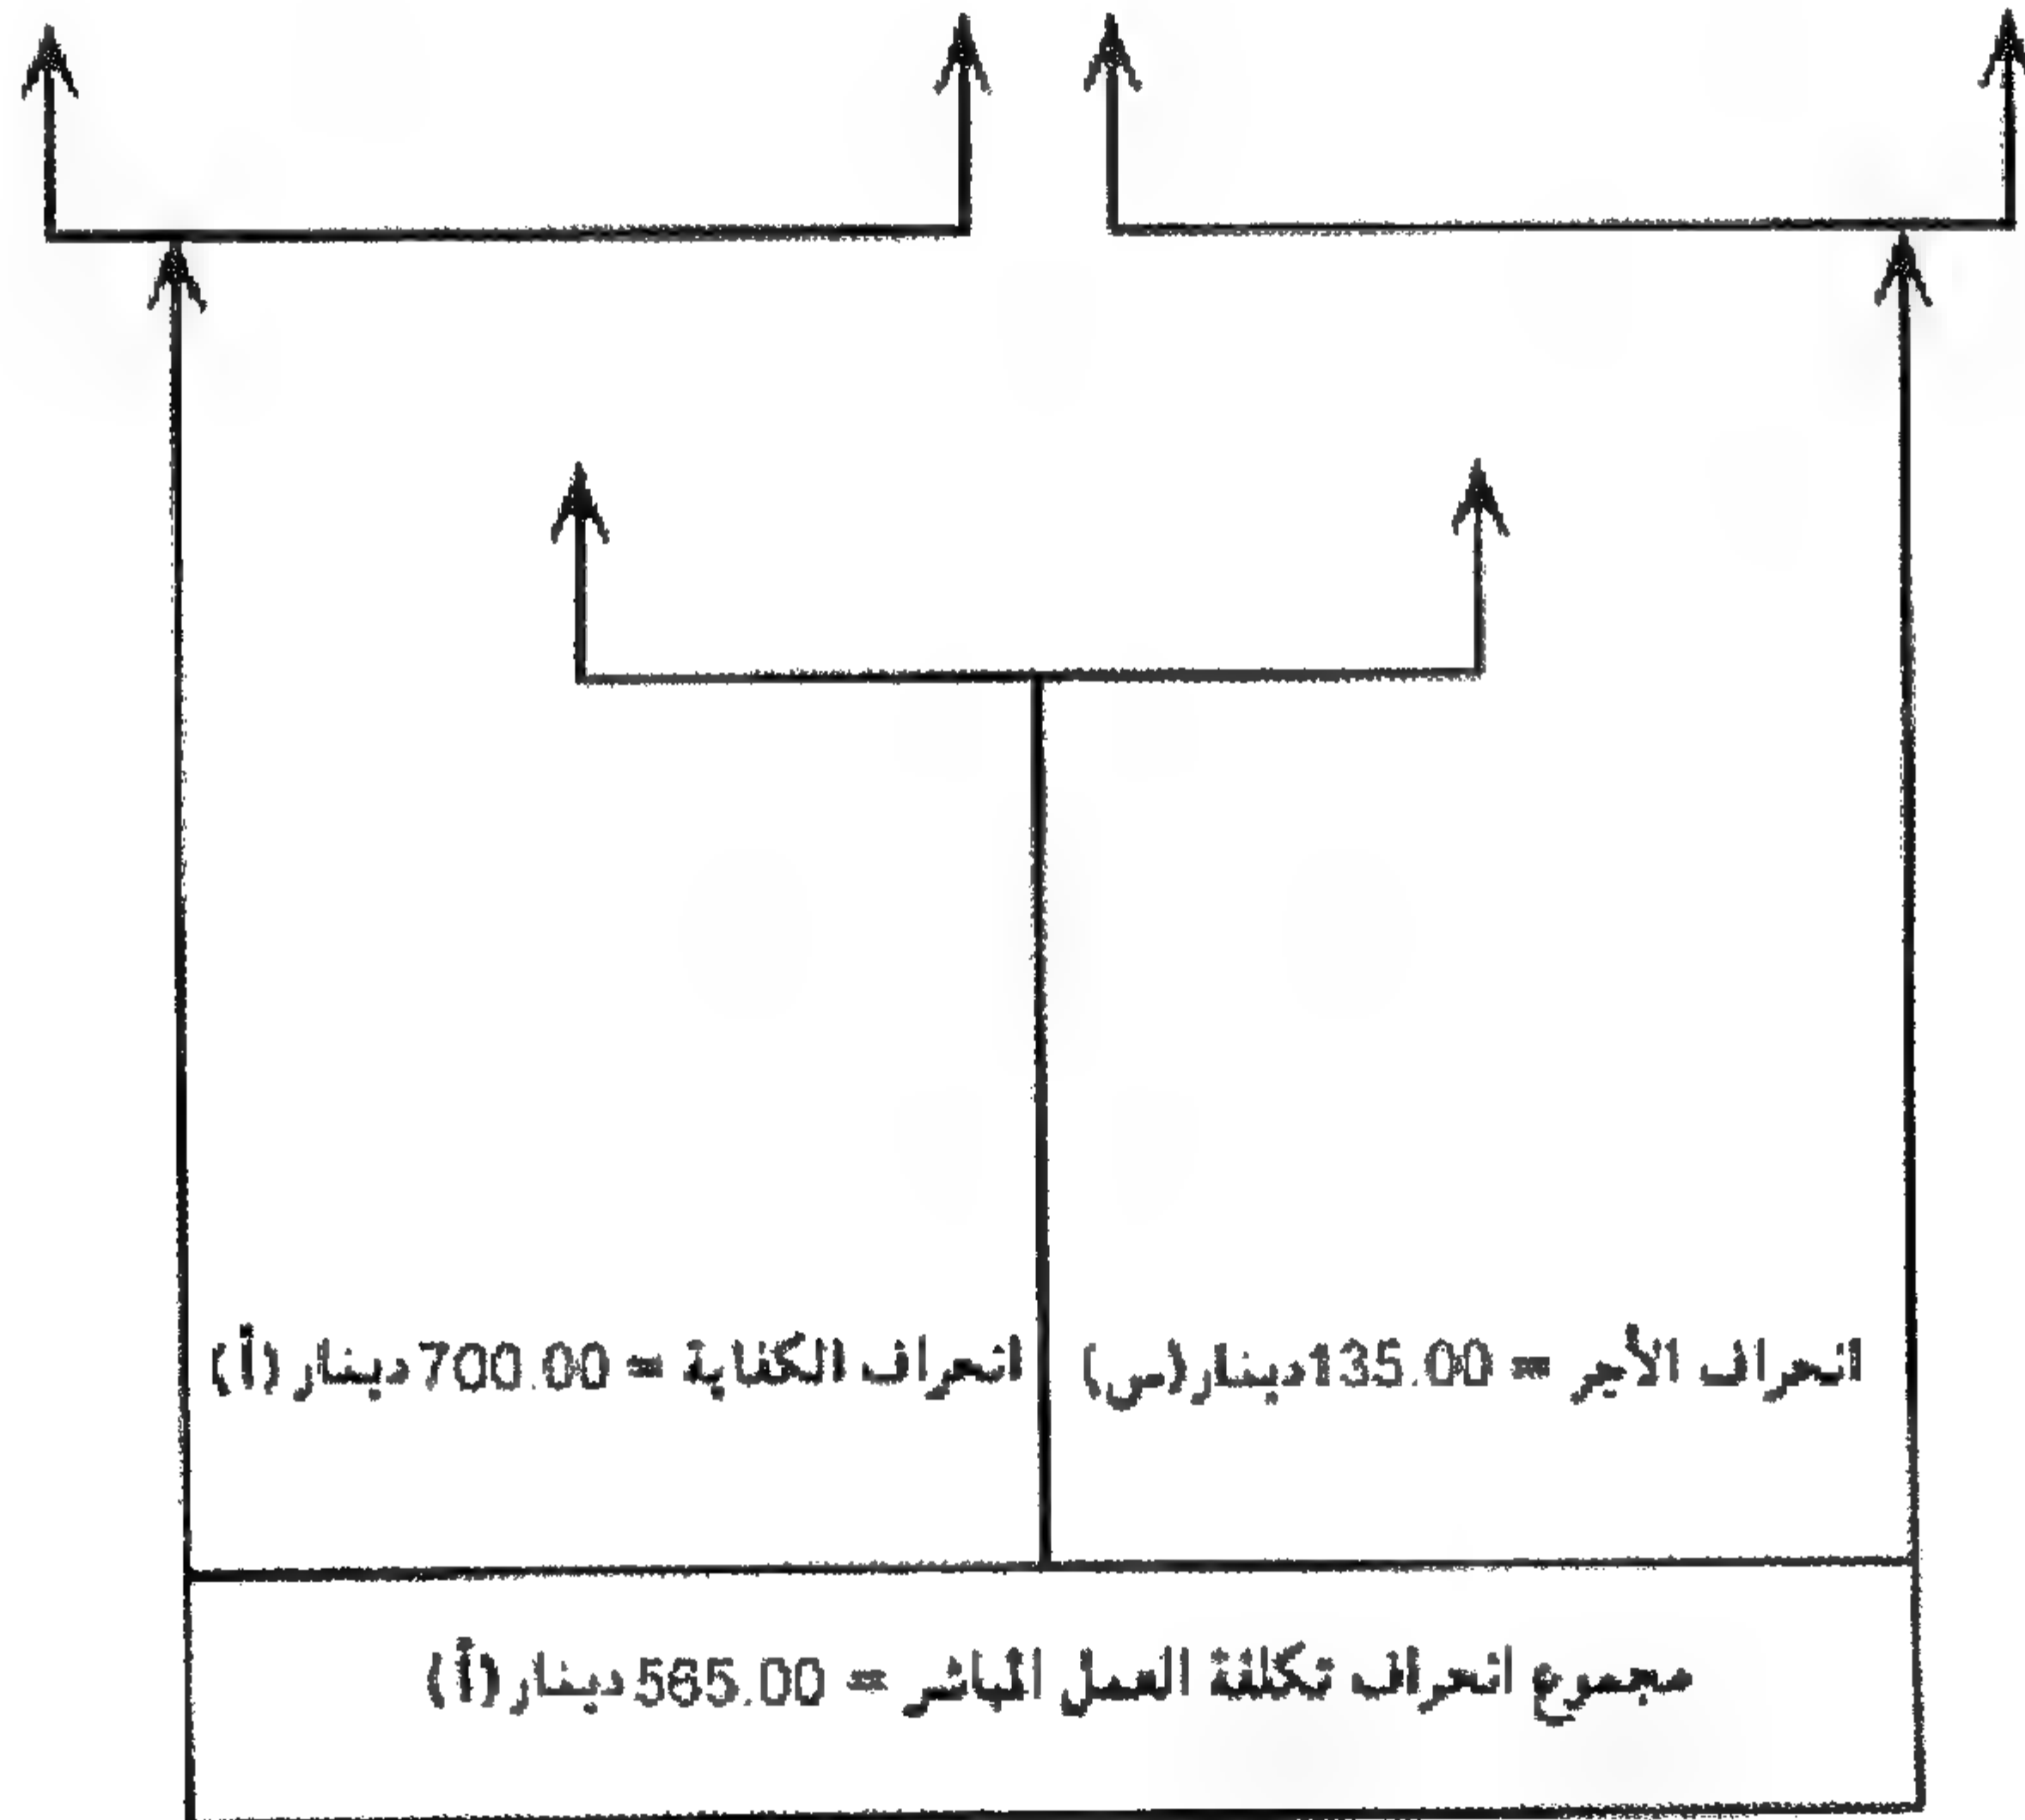 انحراف الأجر = 135.00 دينار (س)
انحراف الكفاية = 700.00 دينار (أ)
مجموع انحراف تكلفة العمل المباشر = 565.00 دينار (أ)